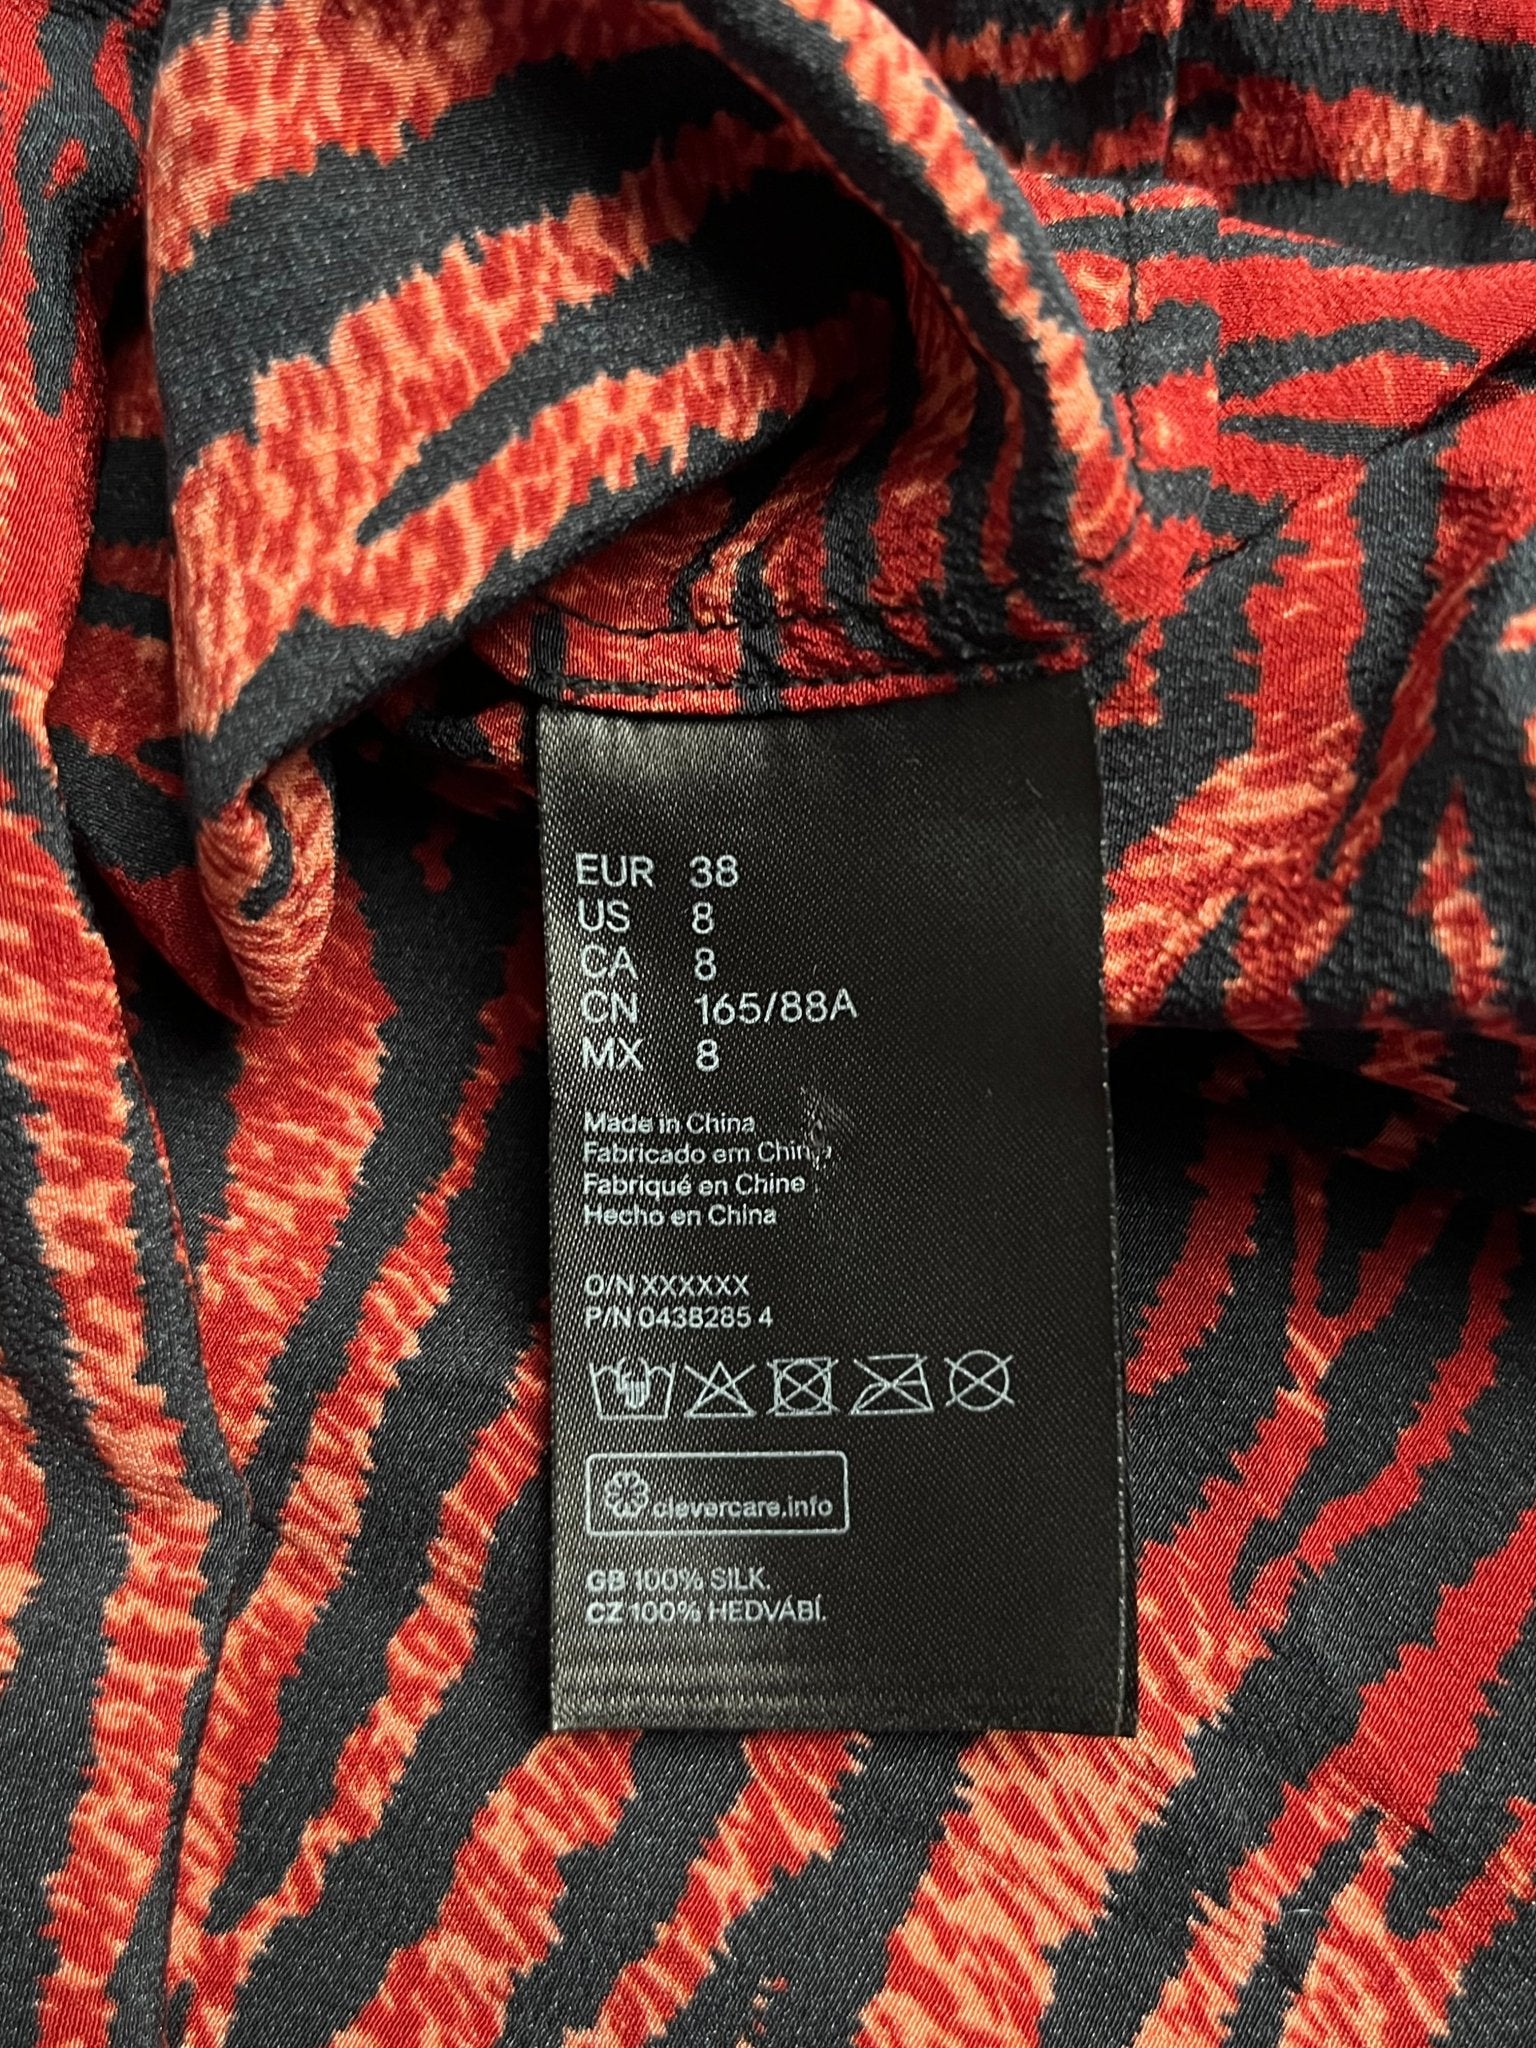 EUR 38
US 8
CA 8
CN 165/88A
MX 8
Made in China
Fabricado em China
Fabriqué en Chine
Hecho en China
O/N XXXXXX
P/N 0438285 4
clevercare.info
GB 100% SILK.
CZ 100% HEDVÁBÍ.